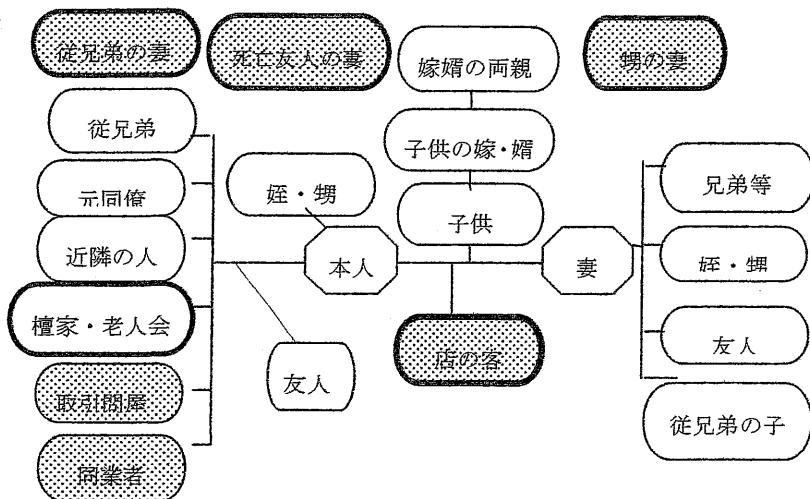 従兄弟の妻
死亡友人の妻
嫁婿の両親
甥の妻
従兄弟
子供の嫁・婿
兄弟等
元同僚
姪・甥
子供
近隣の人
本人
妻
姪・甥
檀家・老人会
店の客
友人
友人
取引問屋
従兄弟の子
同業者